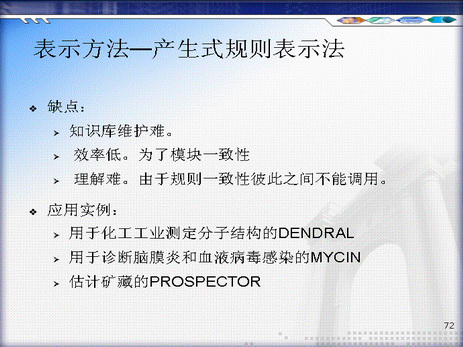 表示方法—产生式规则表示法
缺点：
知识库维护难。
效率低。为了模块一致性
理解难。由于规则一致性彼此之间不能调用。
应用实例：
用于化工工业测定分子结构的DENDRAL
用于诊断脑膜炎和血液病毒感染的MYCIN
估计矿藏的PROSPECTOR
72